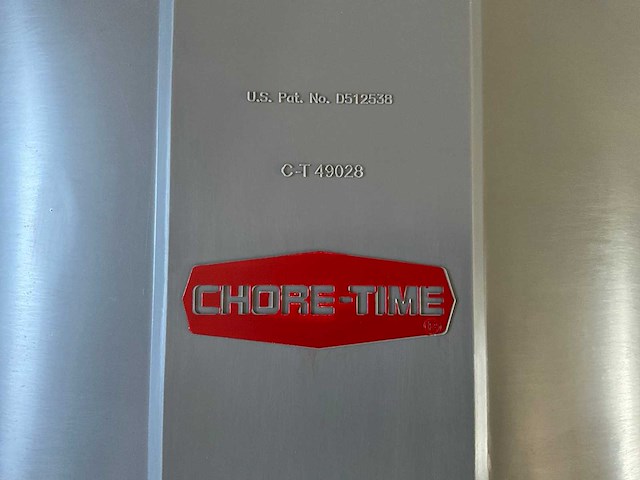 U.S. Pat. No. D512538
C-T 49028
CHORE-TIME